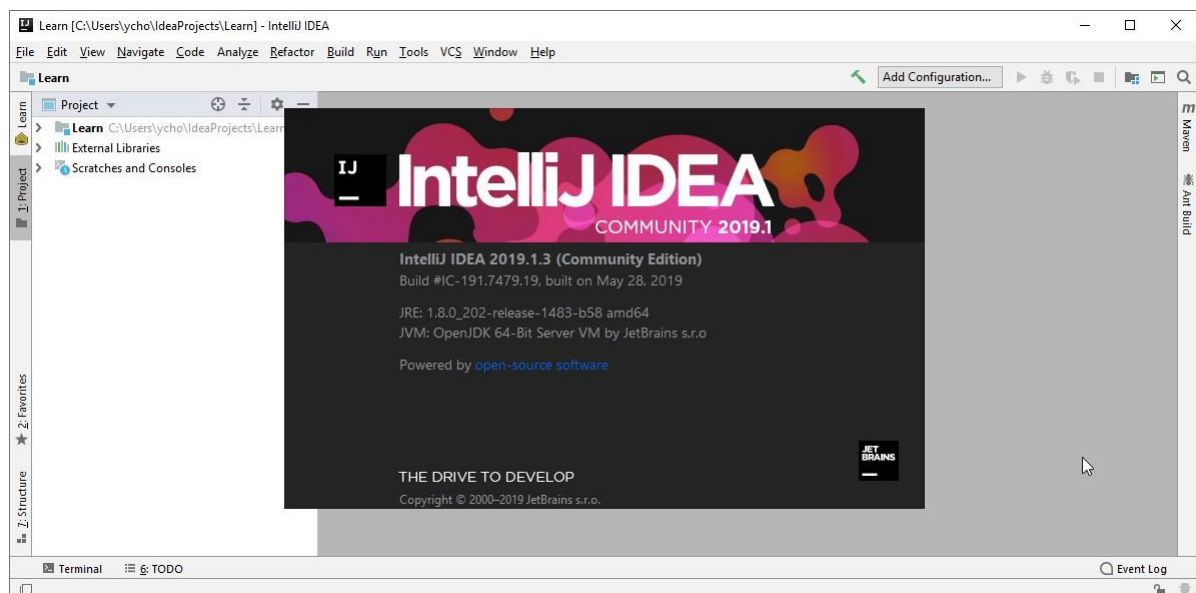 Learn [C:\Users\ycho\IdeaProjects\Learn] - IntelliJ IDEA
File Edit View Navigate Code Analyze Refactor Build Run Tools VCS Window Help
Learn
Add Configuration...
Learn
1: Project
2: Favorites
7: Structure
Project
Learn C:\Users\ycho\IdeaProjects\Learn
External Libraries
Scratches and Consoles
IJ
IntelliJ IDEA
COMMUNITY 2019.1
IntelliJ IDEA 2019.1.3 (Community Edition)
Build #IC-191.7479.19, built on May 28, 2019
JRE: 1.8.0_202-release-1483-b58 amd64
JVM: OpenJDK 64-Bit Server VM by JetBrains s.r.o
Powered by open-source software
JET
BRAINS
THE DRIVE TO DEVELOP
Copyright © 2000–2019 JetBrains s.r.o.
m Maven
Ant Build
Terminal 6: TODO Event Log